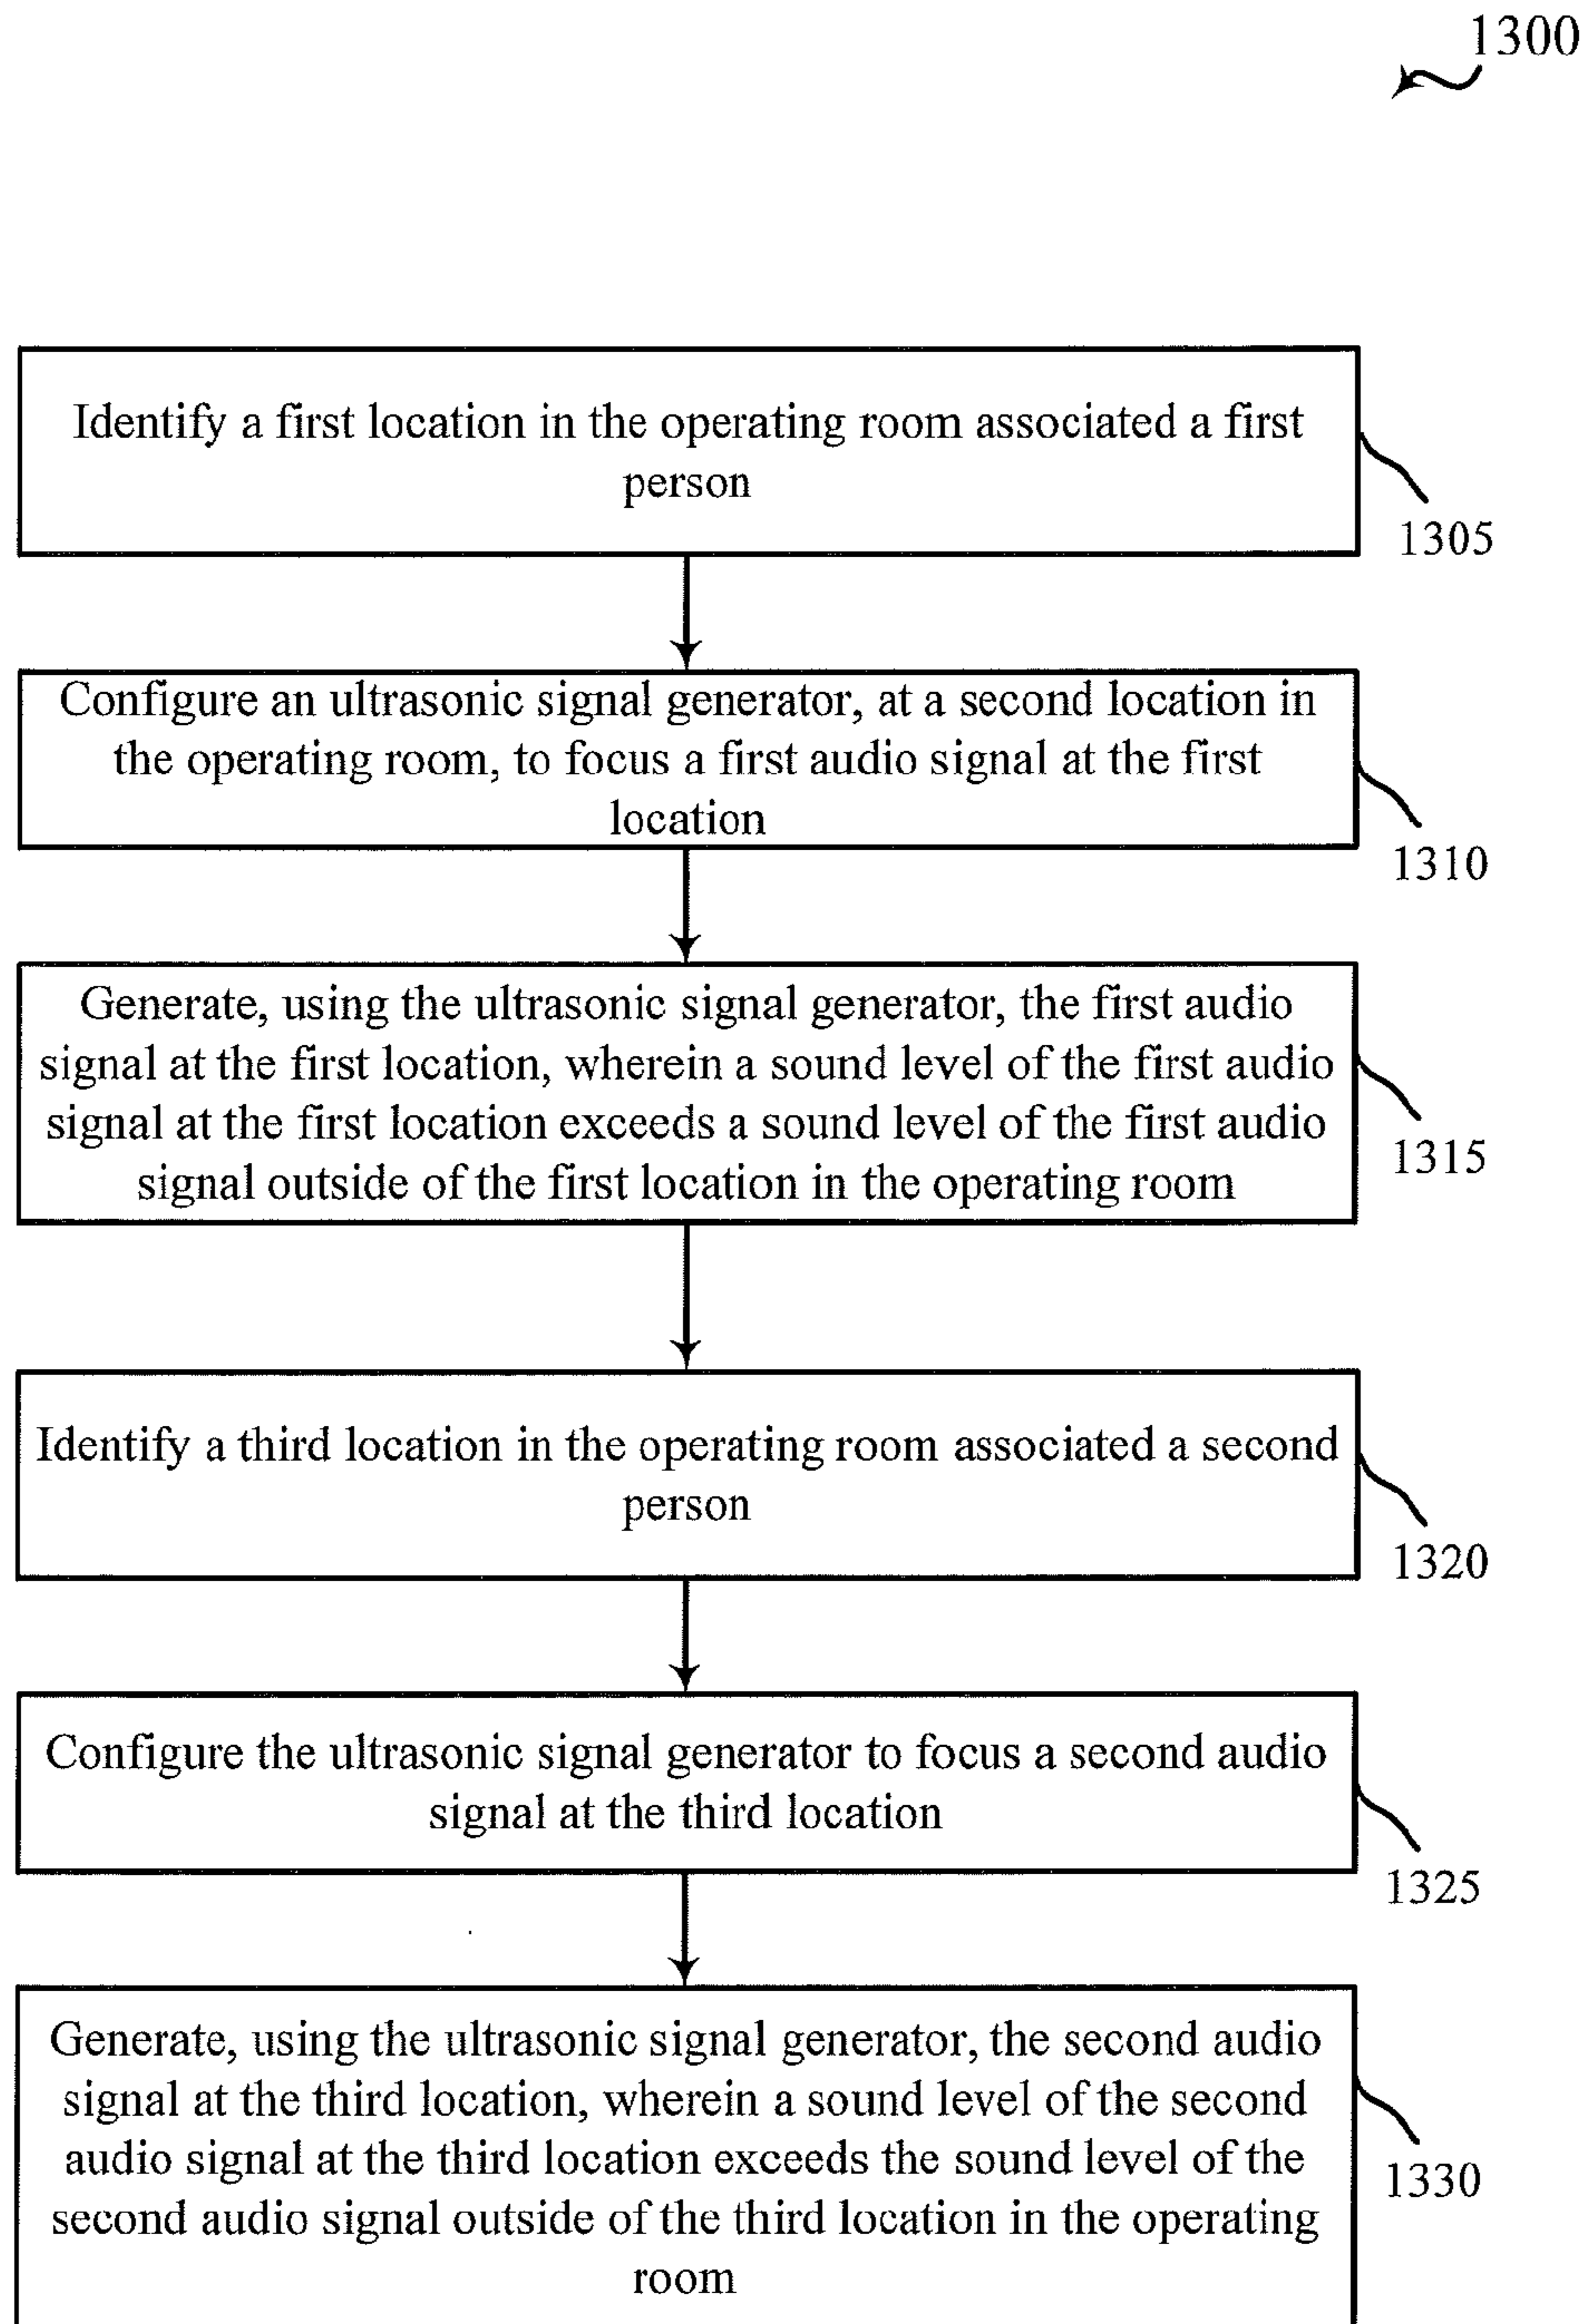 1300
Identify a first location in the operating room associated a first
person
1305
Configure an ultrasonic signal generator, at a second location in
the operating room, to focus a first audio signal at the first
location
1310
Generate, using the ultrasonic signal generator, the first audio
signal at the first location, wherein a sound level of the first audio
signal at the first location exceeds a sound level of the first audio
signal outside of the first location in the operating room
1315
Identify a third location in the operating room associated a second
person
1320
Configure the ultrasonic signal generator to focus a second audio
signal at the third location
1325
Generate, using the ultrasonic signal generator, the second audio
signal at the third location, wherein a sound level of the second
audio signal at the third location exceeds the sound level of the
second audio signal outside of the third location in the operating
room
1330